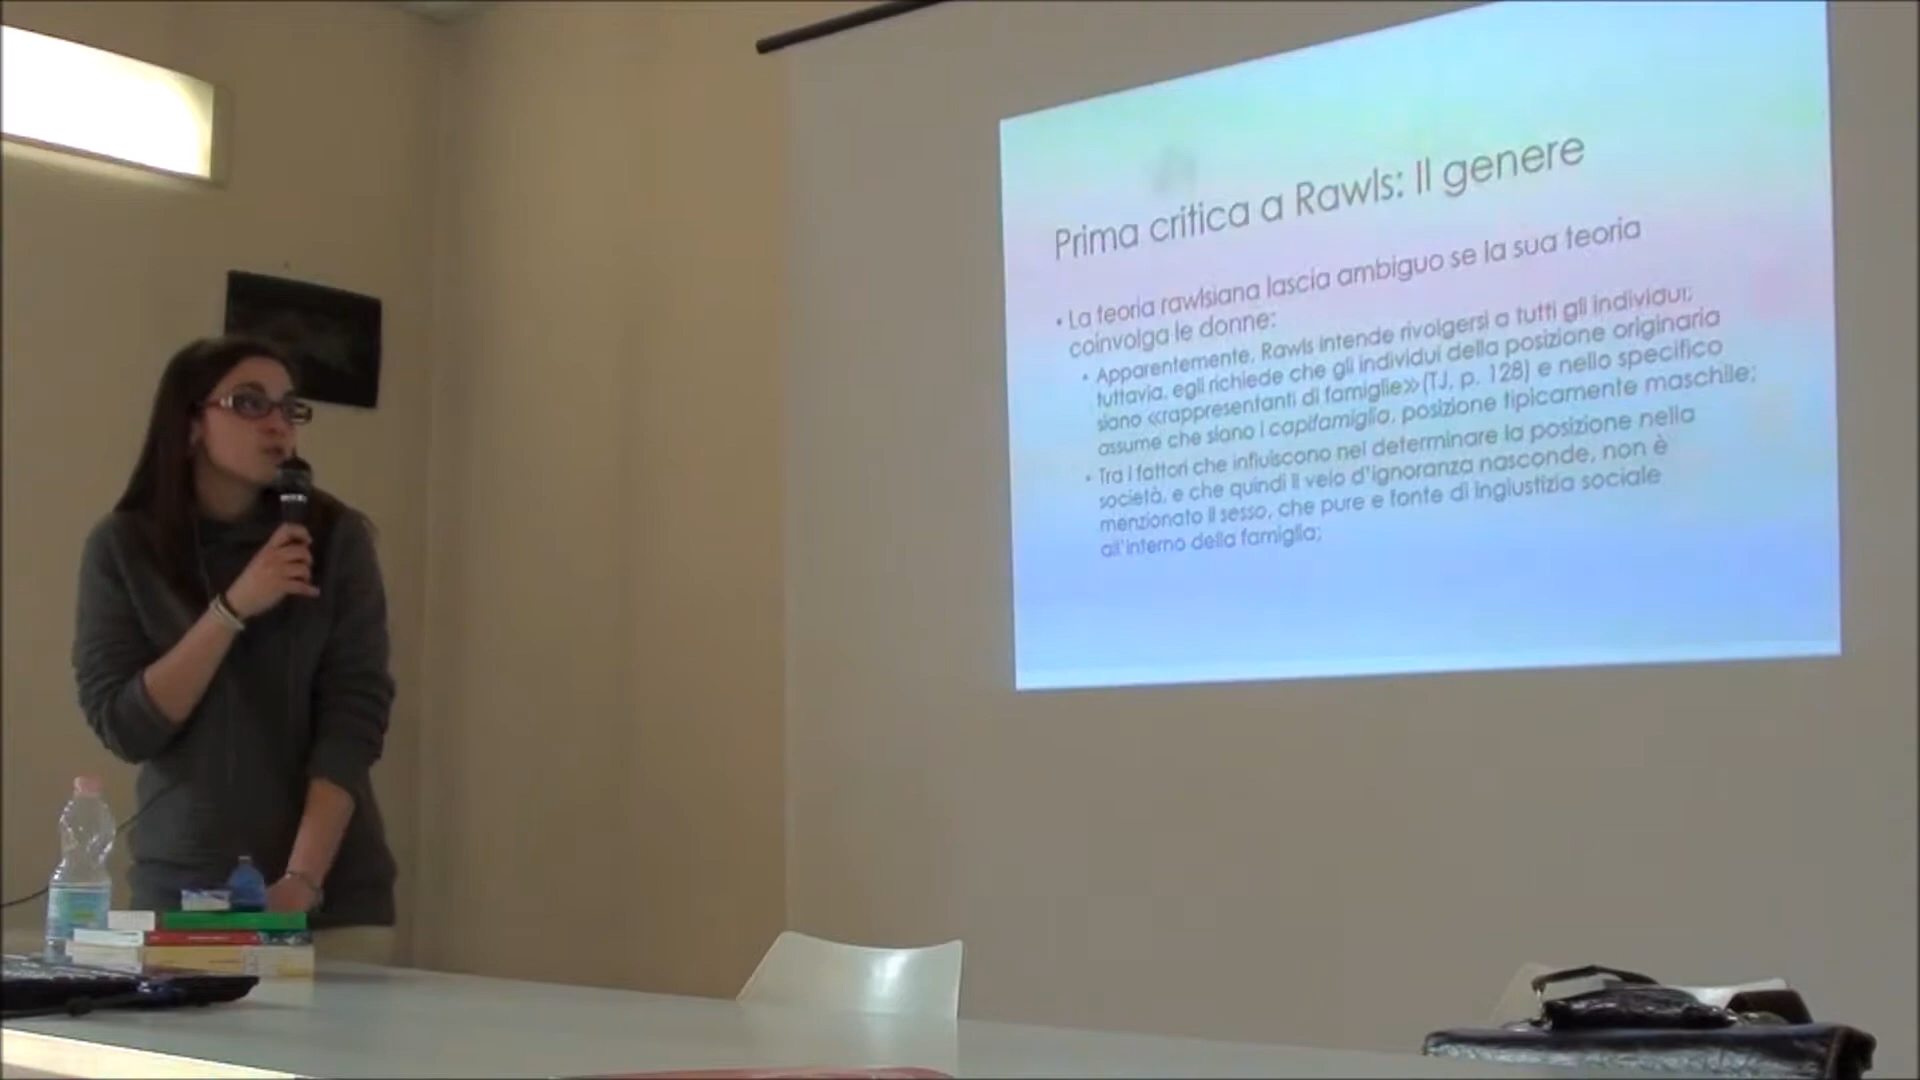 Prima critica a Rawls: Il genere
• La teoria rawlsiana lascia ambiguo se la sua teoria
coinvolga le donne:
• Apparentemente, Rawls intende rivolgersi a tutti gli individui;
tuttavia, egli richiede che gli individui della posizione originaria
siano «rappresentanti di famiglie» (TJ, p. 128) e nello specifico
assume che siano i capifamiglia, posizione tipicamente maschile;
• Tra i fattori che influiscono nel determinare la posizione nella
società, e che quindi il velo d'ignoranza nasconde, non è
menzionato il sesso, che pure e fonte di ingiustizia sociale
all'interno della famiglia;